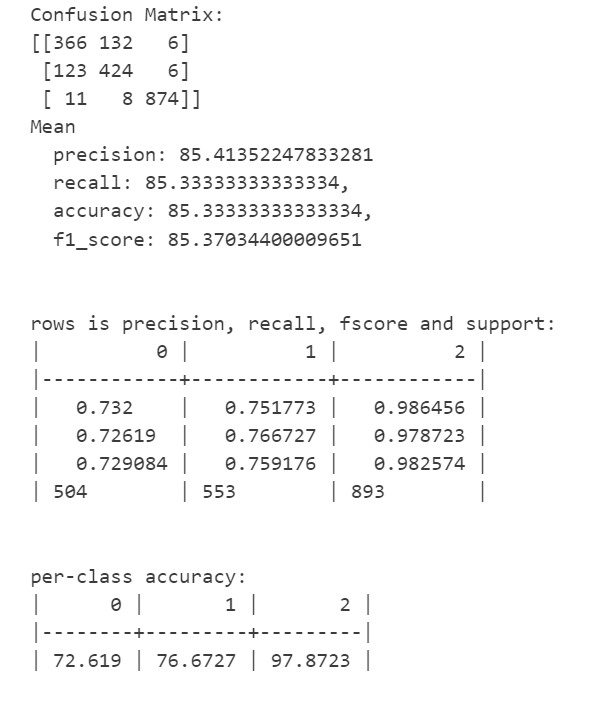 Confusion Matrix:
[[366 132   6]
 [123 424   6]
 [ 11   8 874]]
Mean
  precision: 85.41352247833281
  recall: 85.33333333333334,
  accuracy: 85.33333333333334,
  f1_score: 85.37034400009651
rows is precision, recall, fscore and support:
|          0 |          1 |          2 |
|------------+------------+------------|
|   0.732    |   0.751773 |   0.986456 |
|   0.72619  |   0.766727 |   0.978723 |
|   0.729084 |   0.759176 |   0.982574 |
| 504        | 553        | 893        |
per-class accuracy:
|      0 |       1 |       2 |
|--------+---------+---------|
| 72.619 | 76.6727 | 97.8723 |